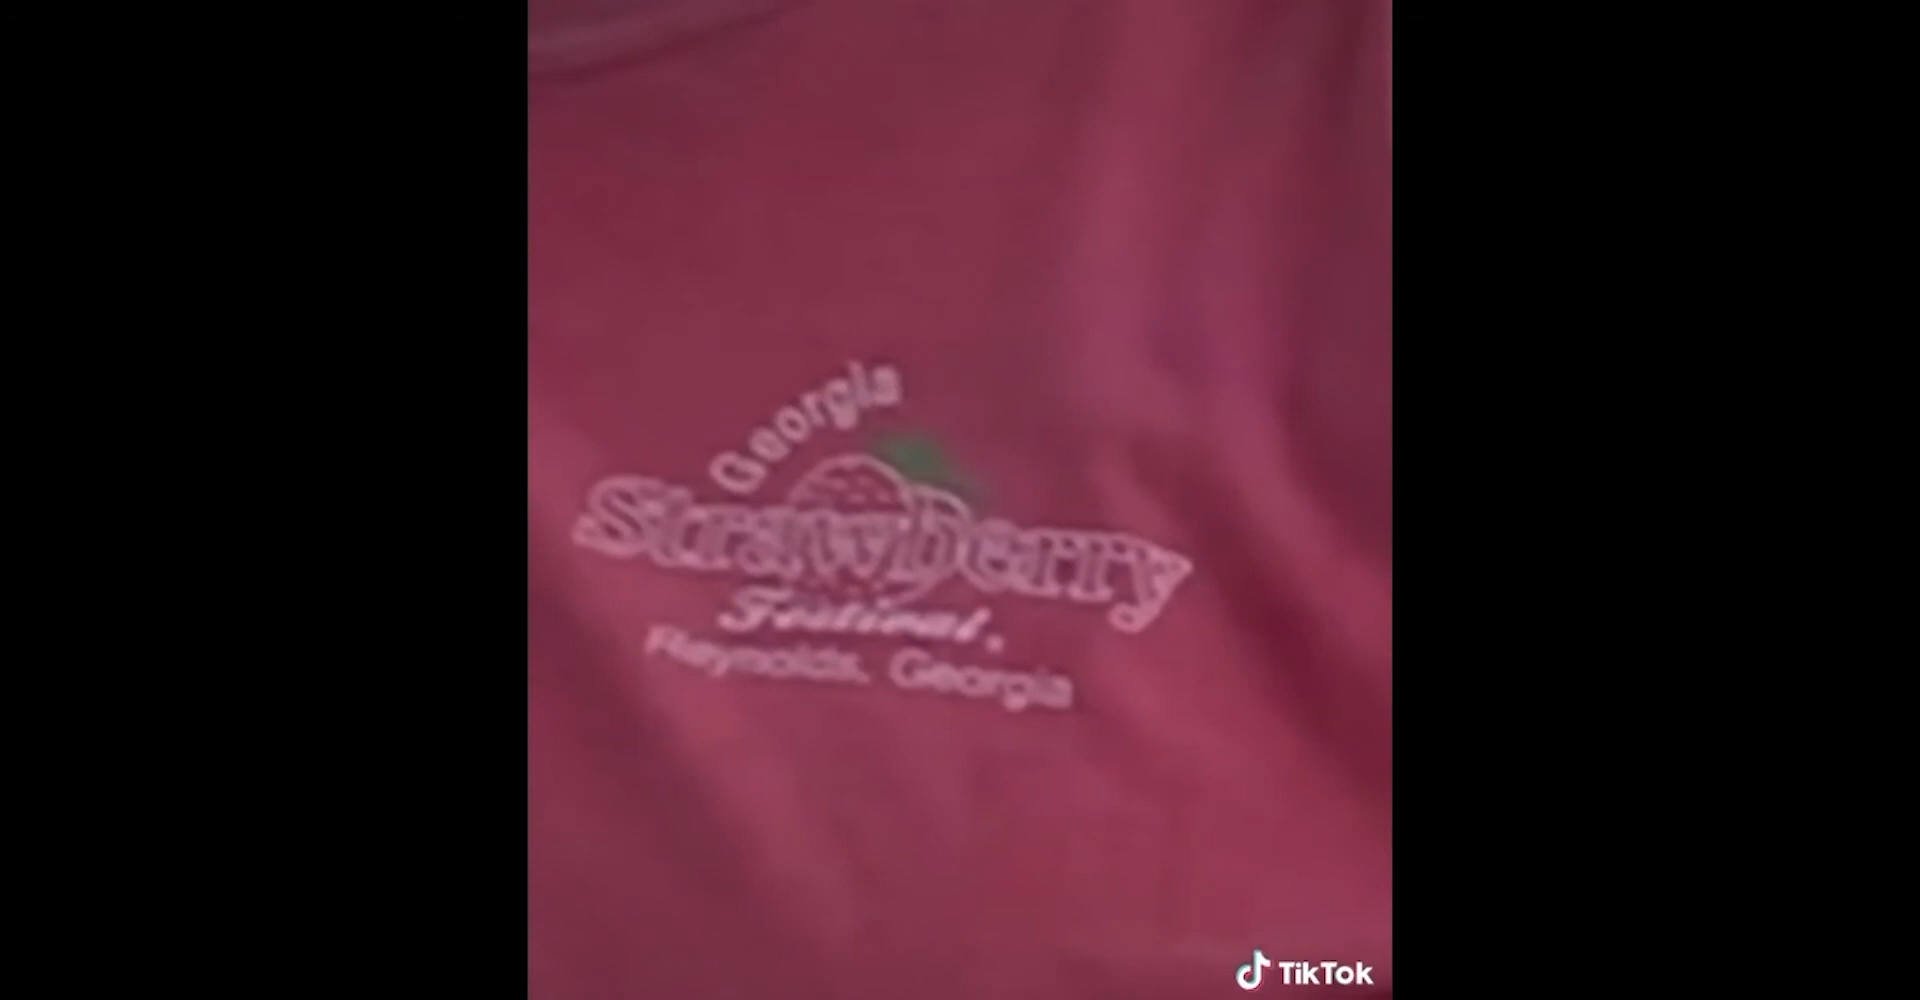 Georgia
Strawberry
Festival.
Reynolds, Georgia
TikTok